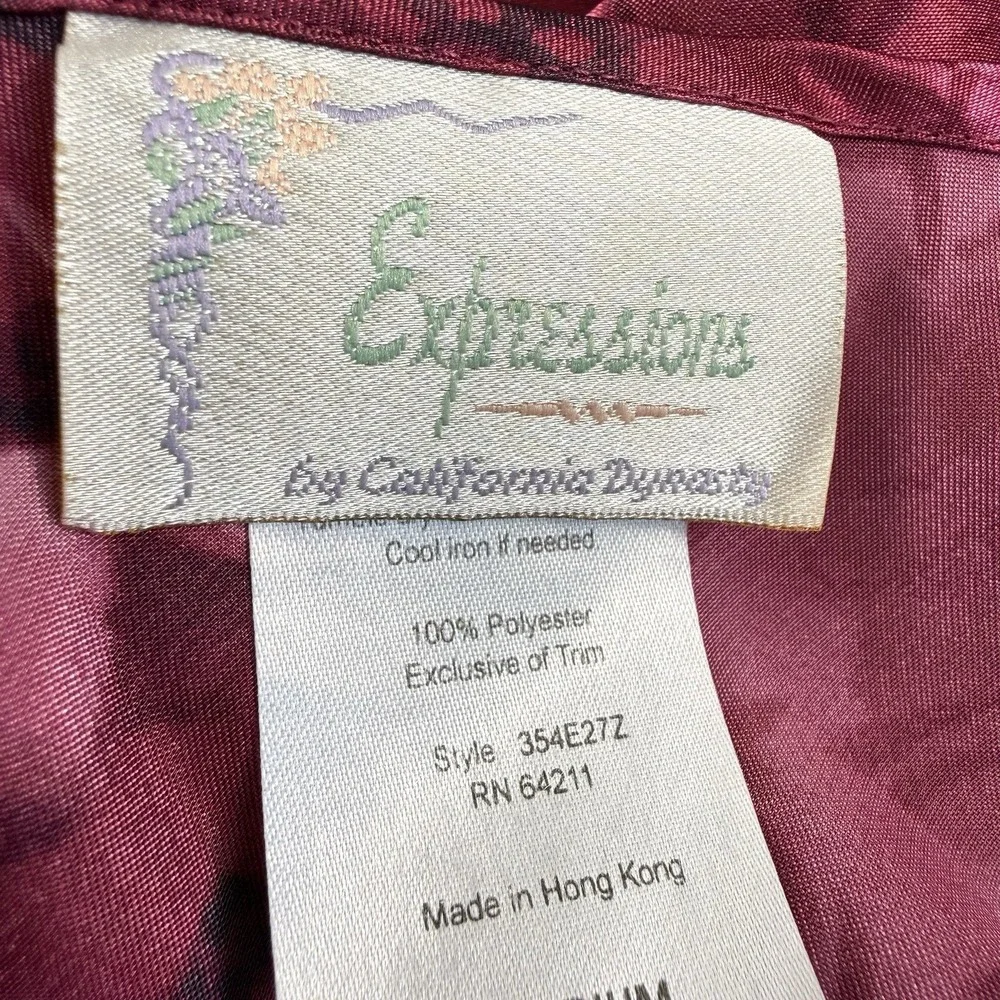 Expressions
by California Dynasty
Cool iron if needed
100% Polyester
Exclusive of Trim
Style 354E27Z
RN 64211
Made in Hong Kong